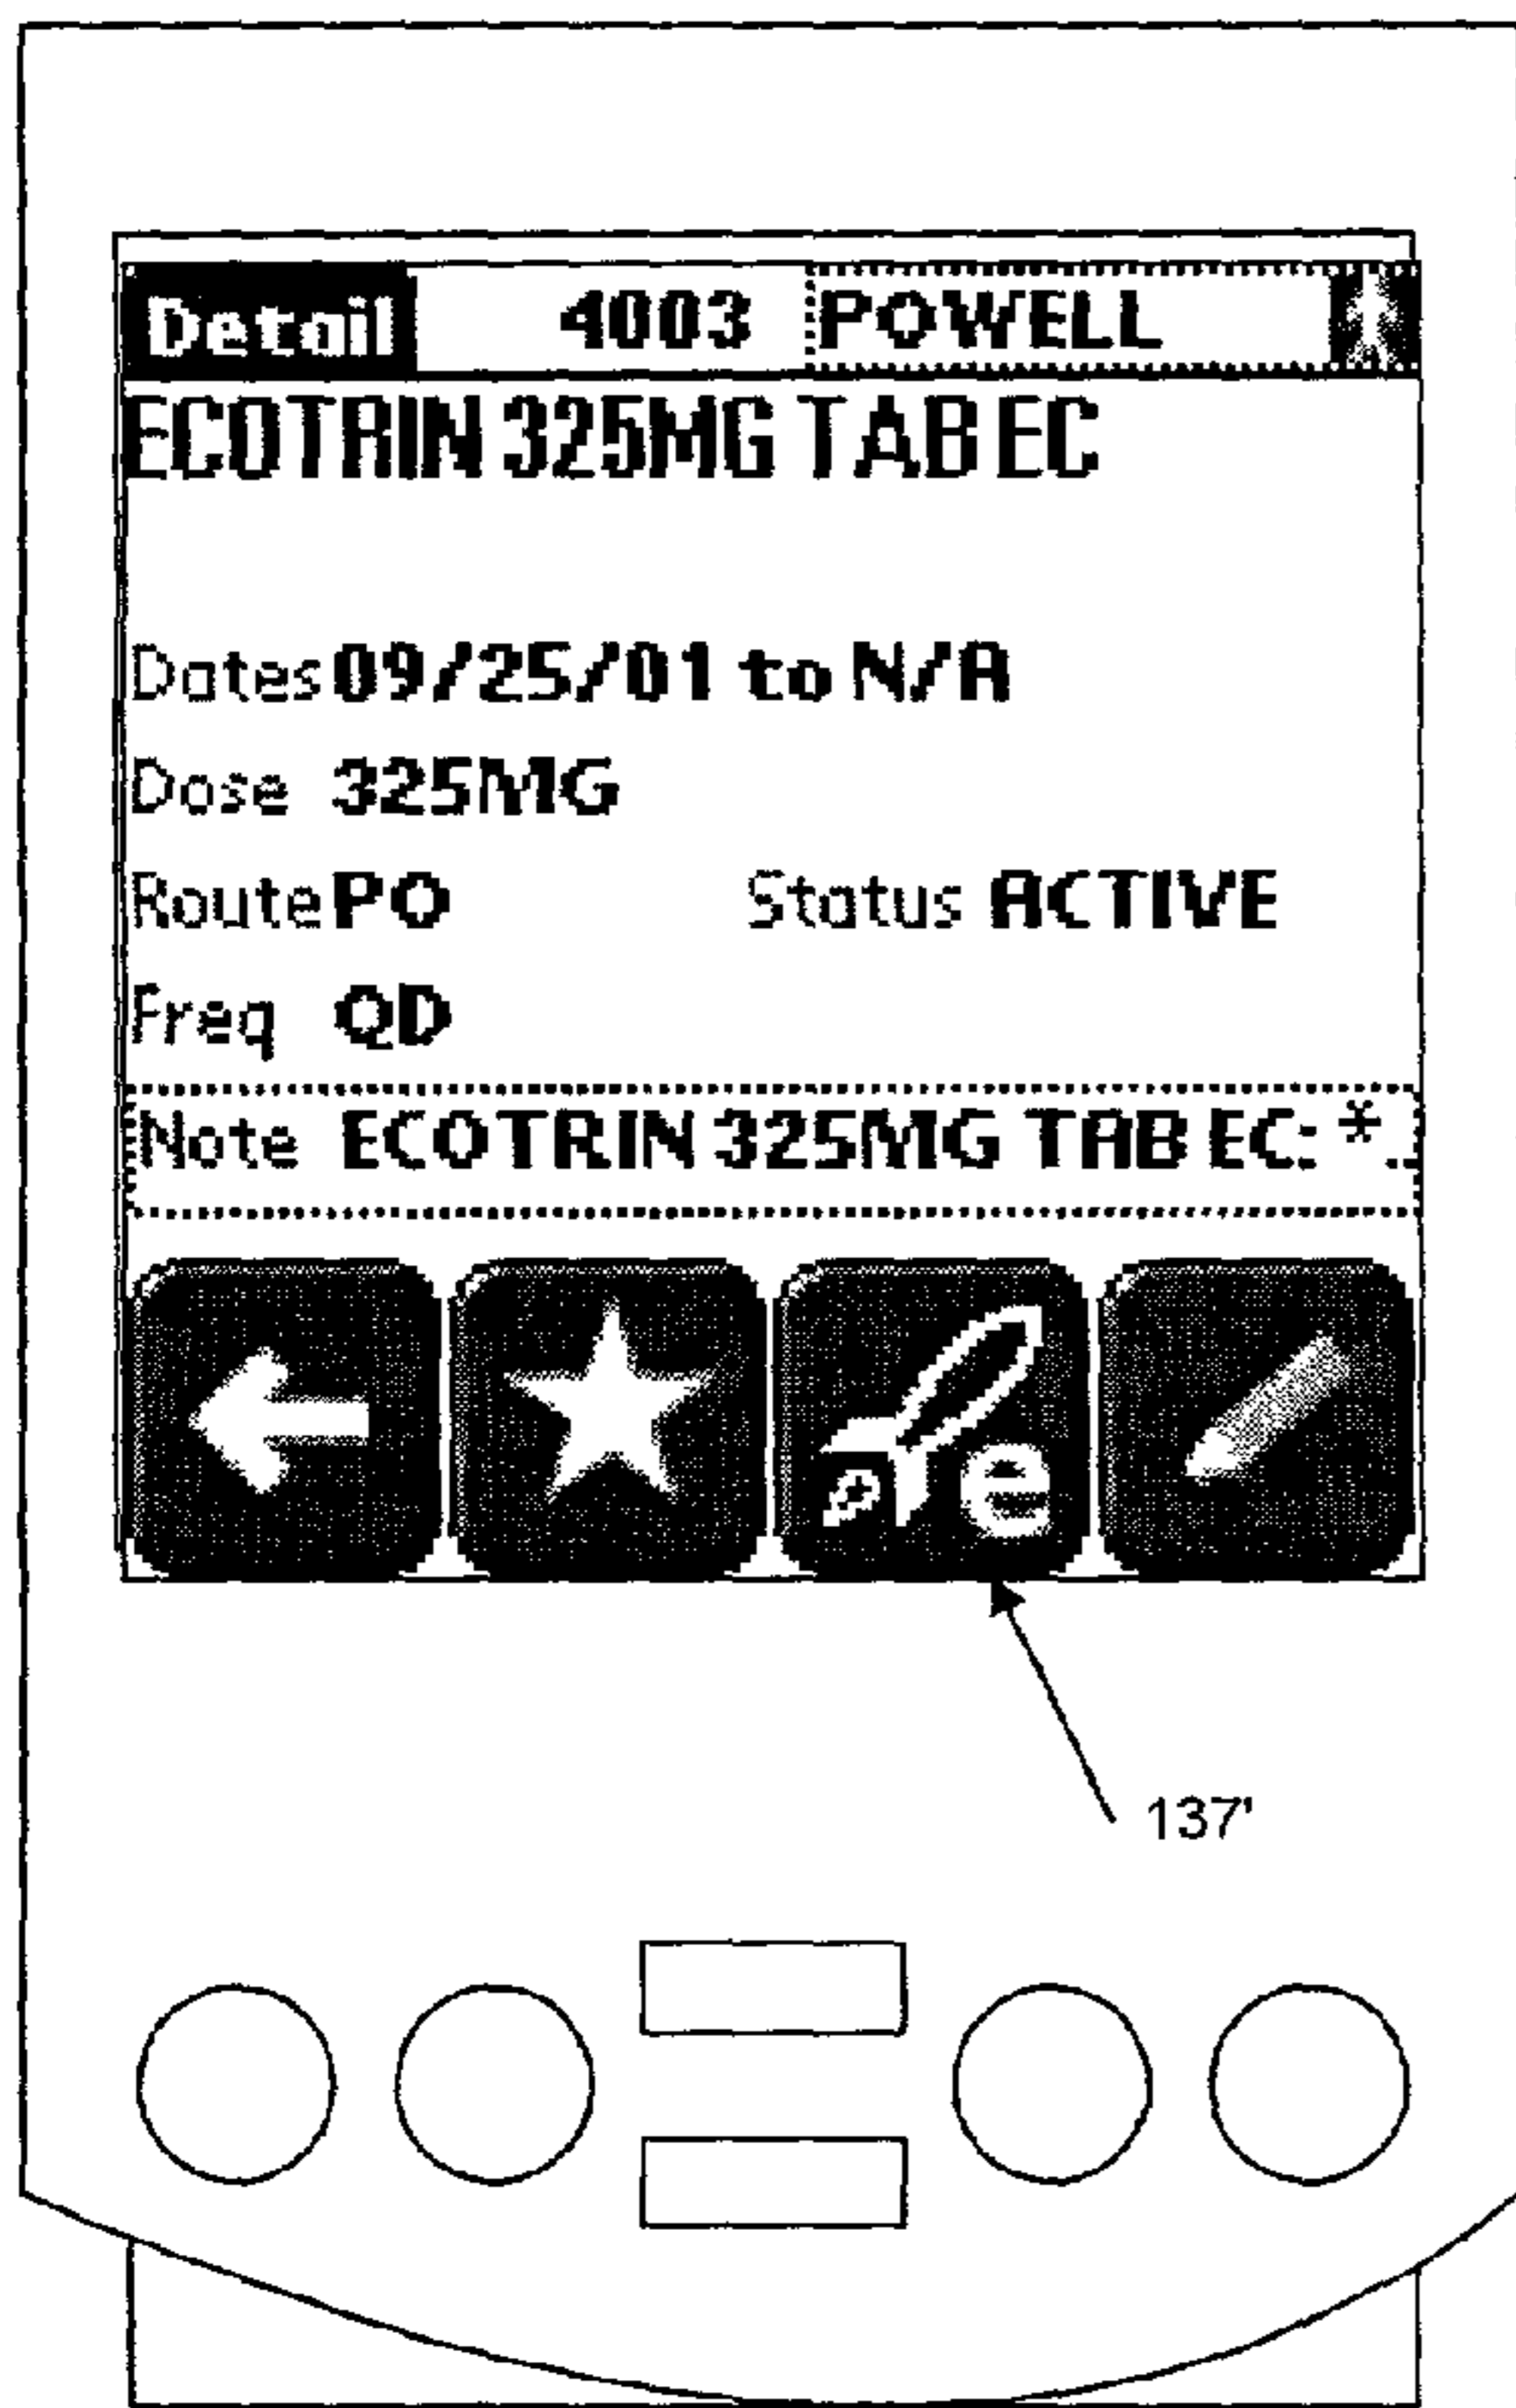 Detail 4003 POWELL
ECOTRIN 325MG TAB EC
Dates 09/25/01 to N/A
Dose 325MG
Route PO Status ACTIVE
Freq QD
Note ECOTRIN 325MG TAB EC: *..
e
137'